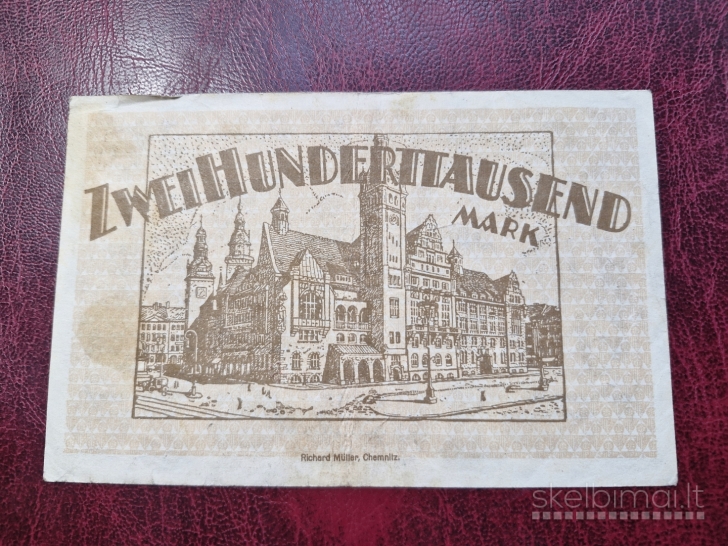 ZWEIHUNDERTTAUSEND
MARK
Richard Müller, Chemnitz.
skelbimai.lt